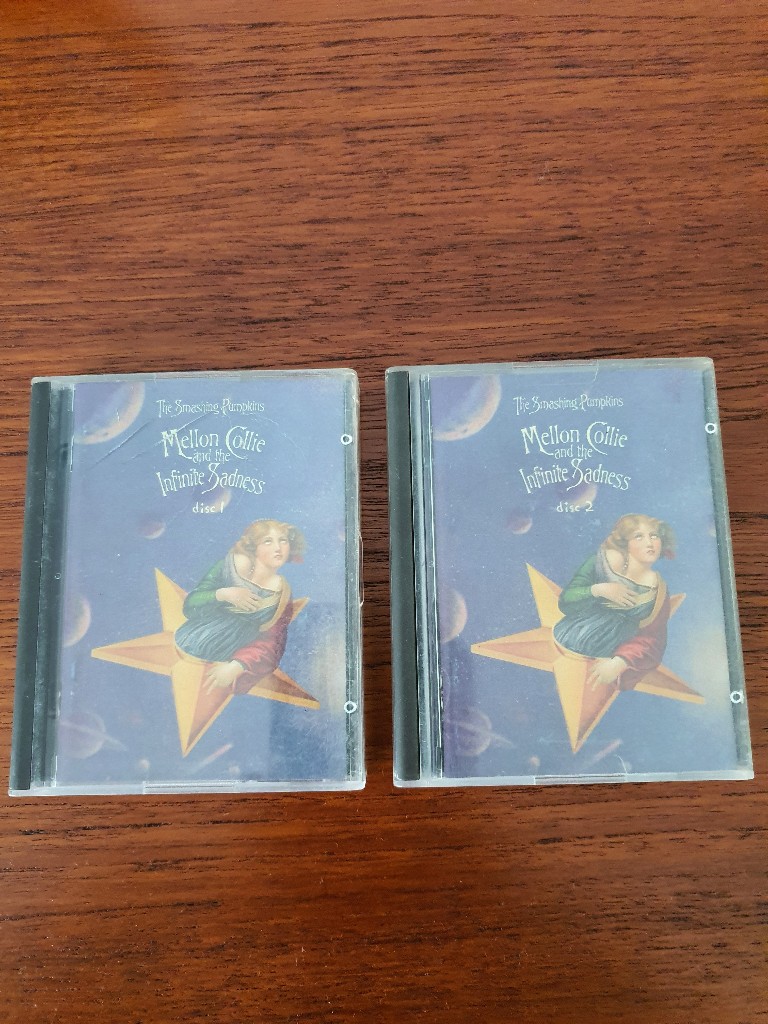 The Smashing Pumpkins
Mellon Collie
and the
Infinite Sadness
disc 1
The Smashing Pumpkins
Mellon Collie
and the
Infinite Sadness
disc 2